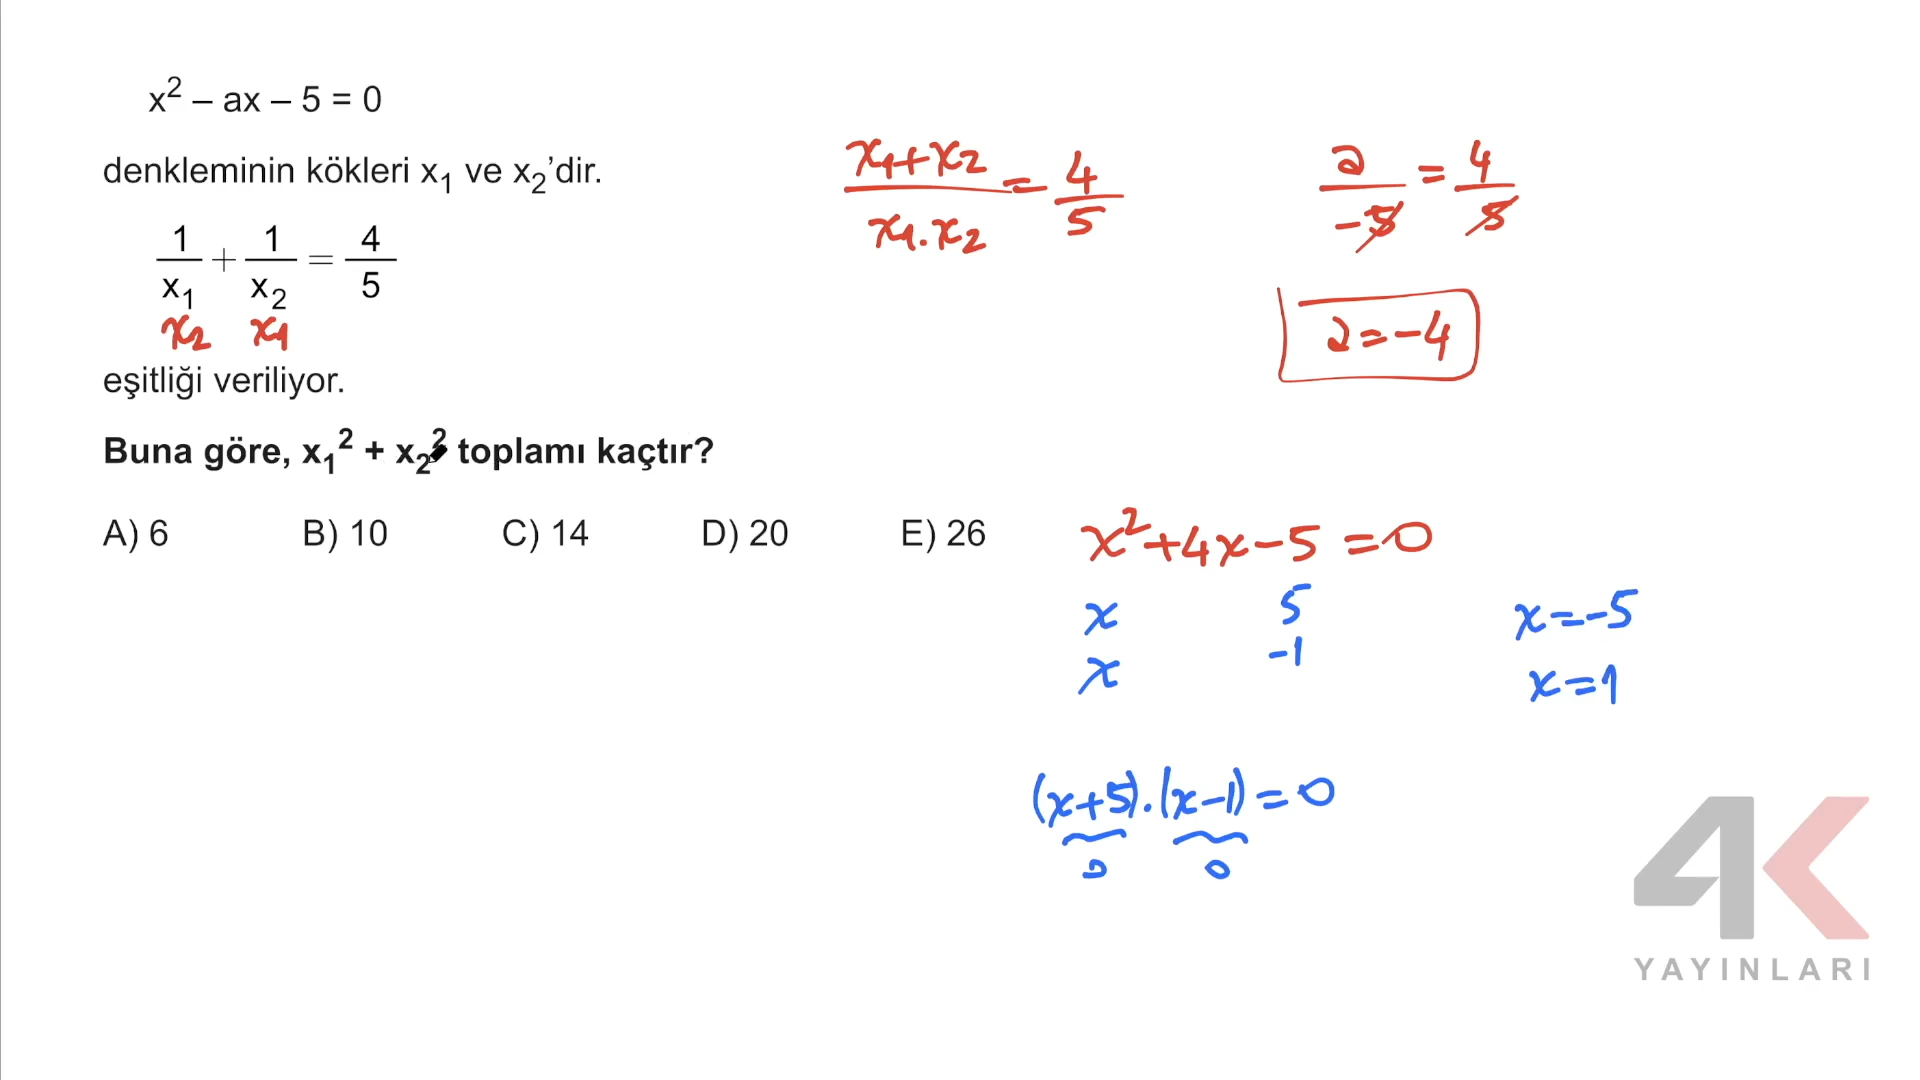 x² – ax – 5 = 0
denkleminin kökleri x₁ ve x₂’dir.
1/x₁ + 1/x₂ = 4/5
x₂ x₁
eşitliği veriliyor.
Buna göre, x₁² + x₂² toplamı kaçtır?
A) 6 B) 10 C) 14 D) 20 E) 26
x₁+x₂ / x₁.x₂ = 4/5
a/-5 = 4/5
a=-4
x²+4x-5=0
x 5
x -1
x=-5
x=1
(x+5).(x-1)=0
0 0
4K
YAYINLARI